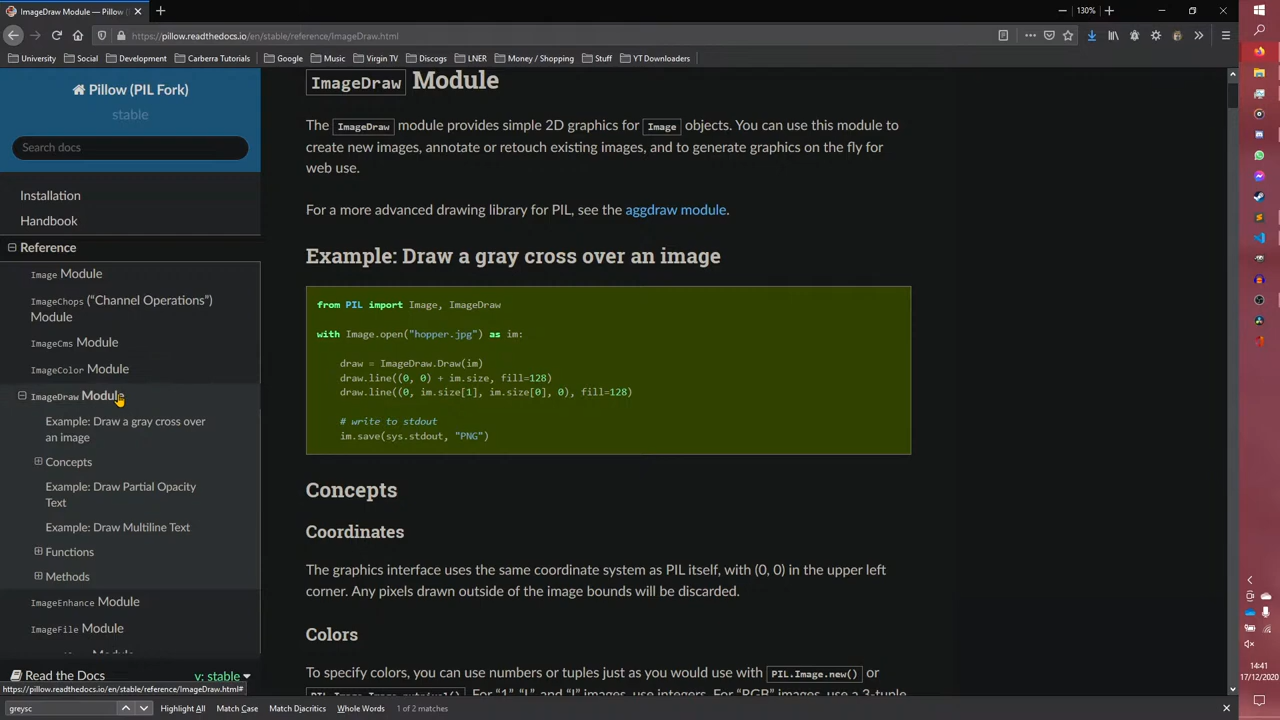 ImageDraw Module — Pillow (
130%
https://pillow.readthedocs.io/en/stable/reference/ImageDraw.html
University
Social
Development
Carberra Tutorials
Google
Music
Virgin TV
Discogs
LNER
Money / Shopping
Stuff
YT Downloaders
Pillow (PIL Fork)
stable
Search docs
Installation
Handbook
Reference
Image Module
ImageChops (“Channel Operations”)
Module
ImageCms Module
ImageColor Module
ImageDraw Module
Example: Draw a gray cross over
an image
Concepts
Example: Draw Partial Opacity
Text
Example: Draw Multiline Text
Functions
Methods
ImageEnhance Module
ImageFile Module
Read the Docs
v: stable
https://pillow.readthedocs.io/en/stable/reference/ImageDraw.html#
ImageDraw Module
The ImageDraw module provides simple 2D graphics for Image objects. You can use this module to
create new images, annotate or retouch existing images, and to generate graphics on the fly for
web use.
For a more advanced drawing library for PIL, see the aggdraw module.
Example: Draw a gray cross over an image
from PIL import Image, ImageDraw
with Image.open("hopper.jpg") as im:
draw = ImageDraw.Draw(im)
draw.line((0, 0) + im.size, fill=128)
draw.line((0, im.size[1], im.size[0], 0), fill=128)
# write to stdout
im.save(sys.stdout, "PNG")
Concepts
Coordinates
The graphics interface uses the same coordinate system as PIL itself, with (0, 0) in the upper left
corner. Any pixels drawn outside of the image bounds will be discarded.
Colors
To specify colors, you can use numbers or tuples just as you would use with PIL.Image.new() or
greysc
Highlight All
Match Case
Match Diacritics
Whole Words
1 of 2 matches
14:41
17/12/2020